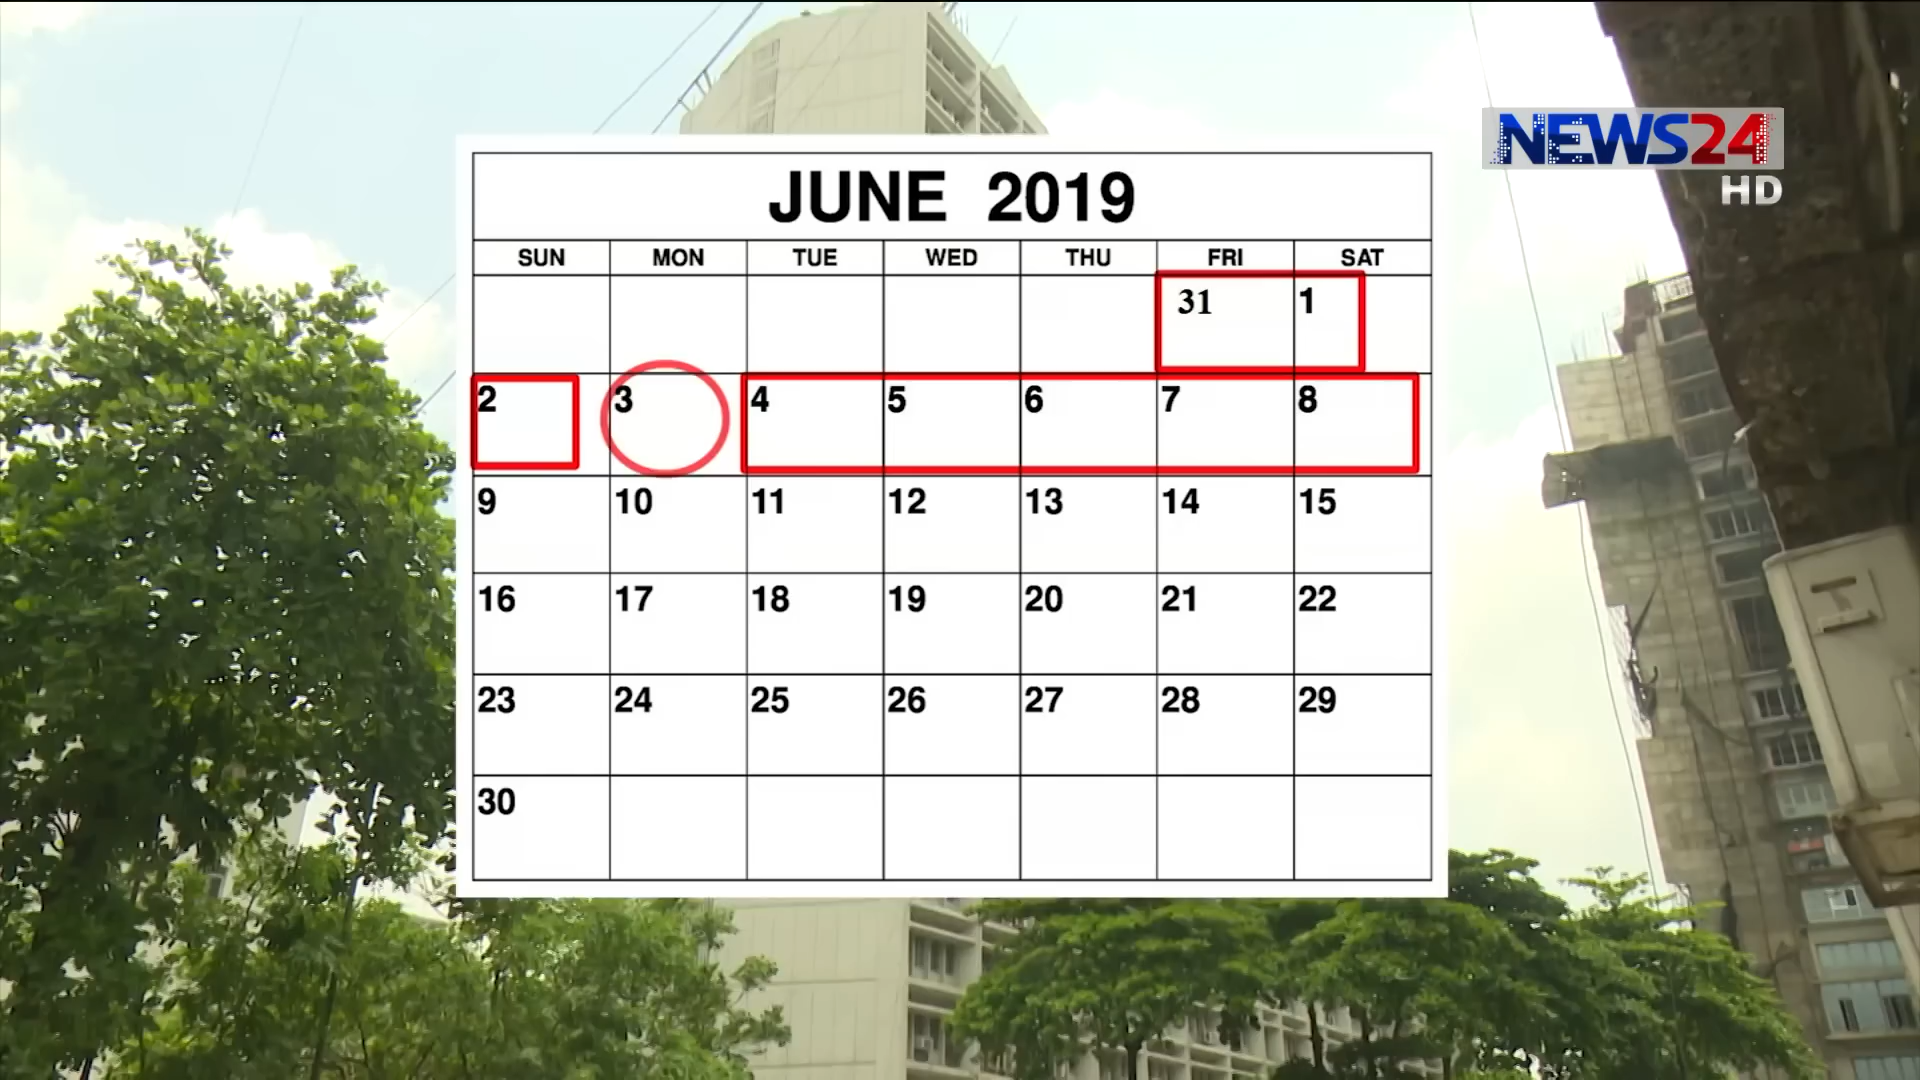 NEWS24
HD
JUNE 2019
SUN MON TUE WED THU FRI SAT
31 1
2 3 4 5 6 7 8
9 10 11 12 13 14 15
16 17 18 19 20 21 22
23 24 25 26 27 28 29
30